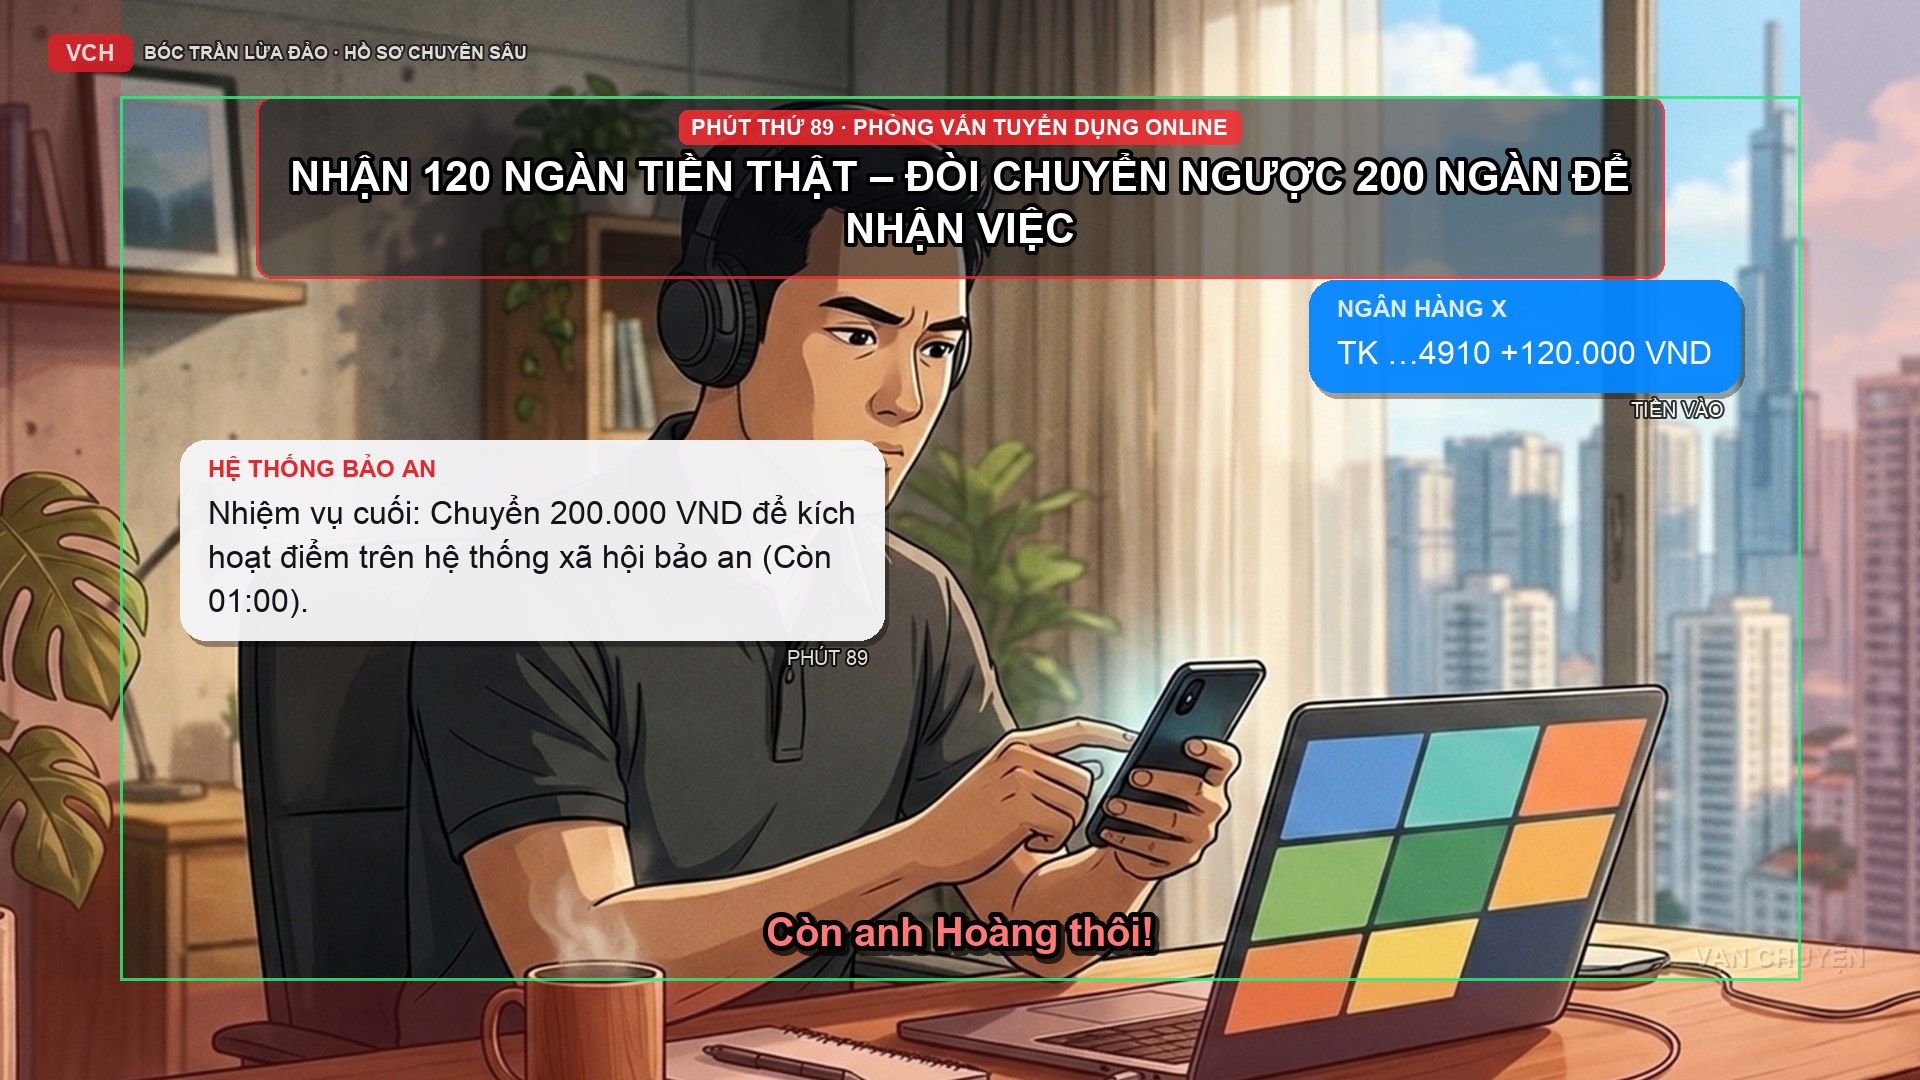 VCH BÓC TRẦN LỪA ĐẢO · HỒ SƠ CHUYÊN SÂU
PHÚT THỨ 89 · PHỎNG VẤN TUYỂN DỤNG ONLINE
NHẬN 120 NGÀN TIỀN THẬT – ĐÒI CHUYỂN NGƯỢC 200 NGÀN ĐỂ
NHẬN VIỆC
NGÂN HÀNG X
TK …4910 +120.000 VND
TIỀN VÀO
HỆ THỐNG BẢO AN
Nhiệm vụ cuối: Chuyển 200.000 VND để kích
hoạt điểm trên hệ thống xã hội bảo an (Còn
01:00).
PHÚT 89
Còn anh Hoàng thôi!
VẠN CHUYỆN